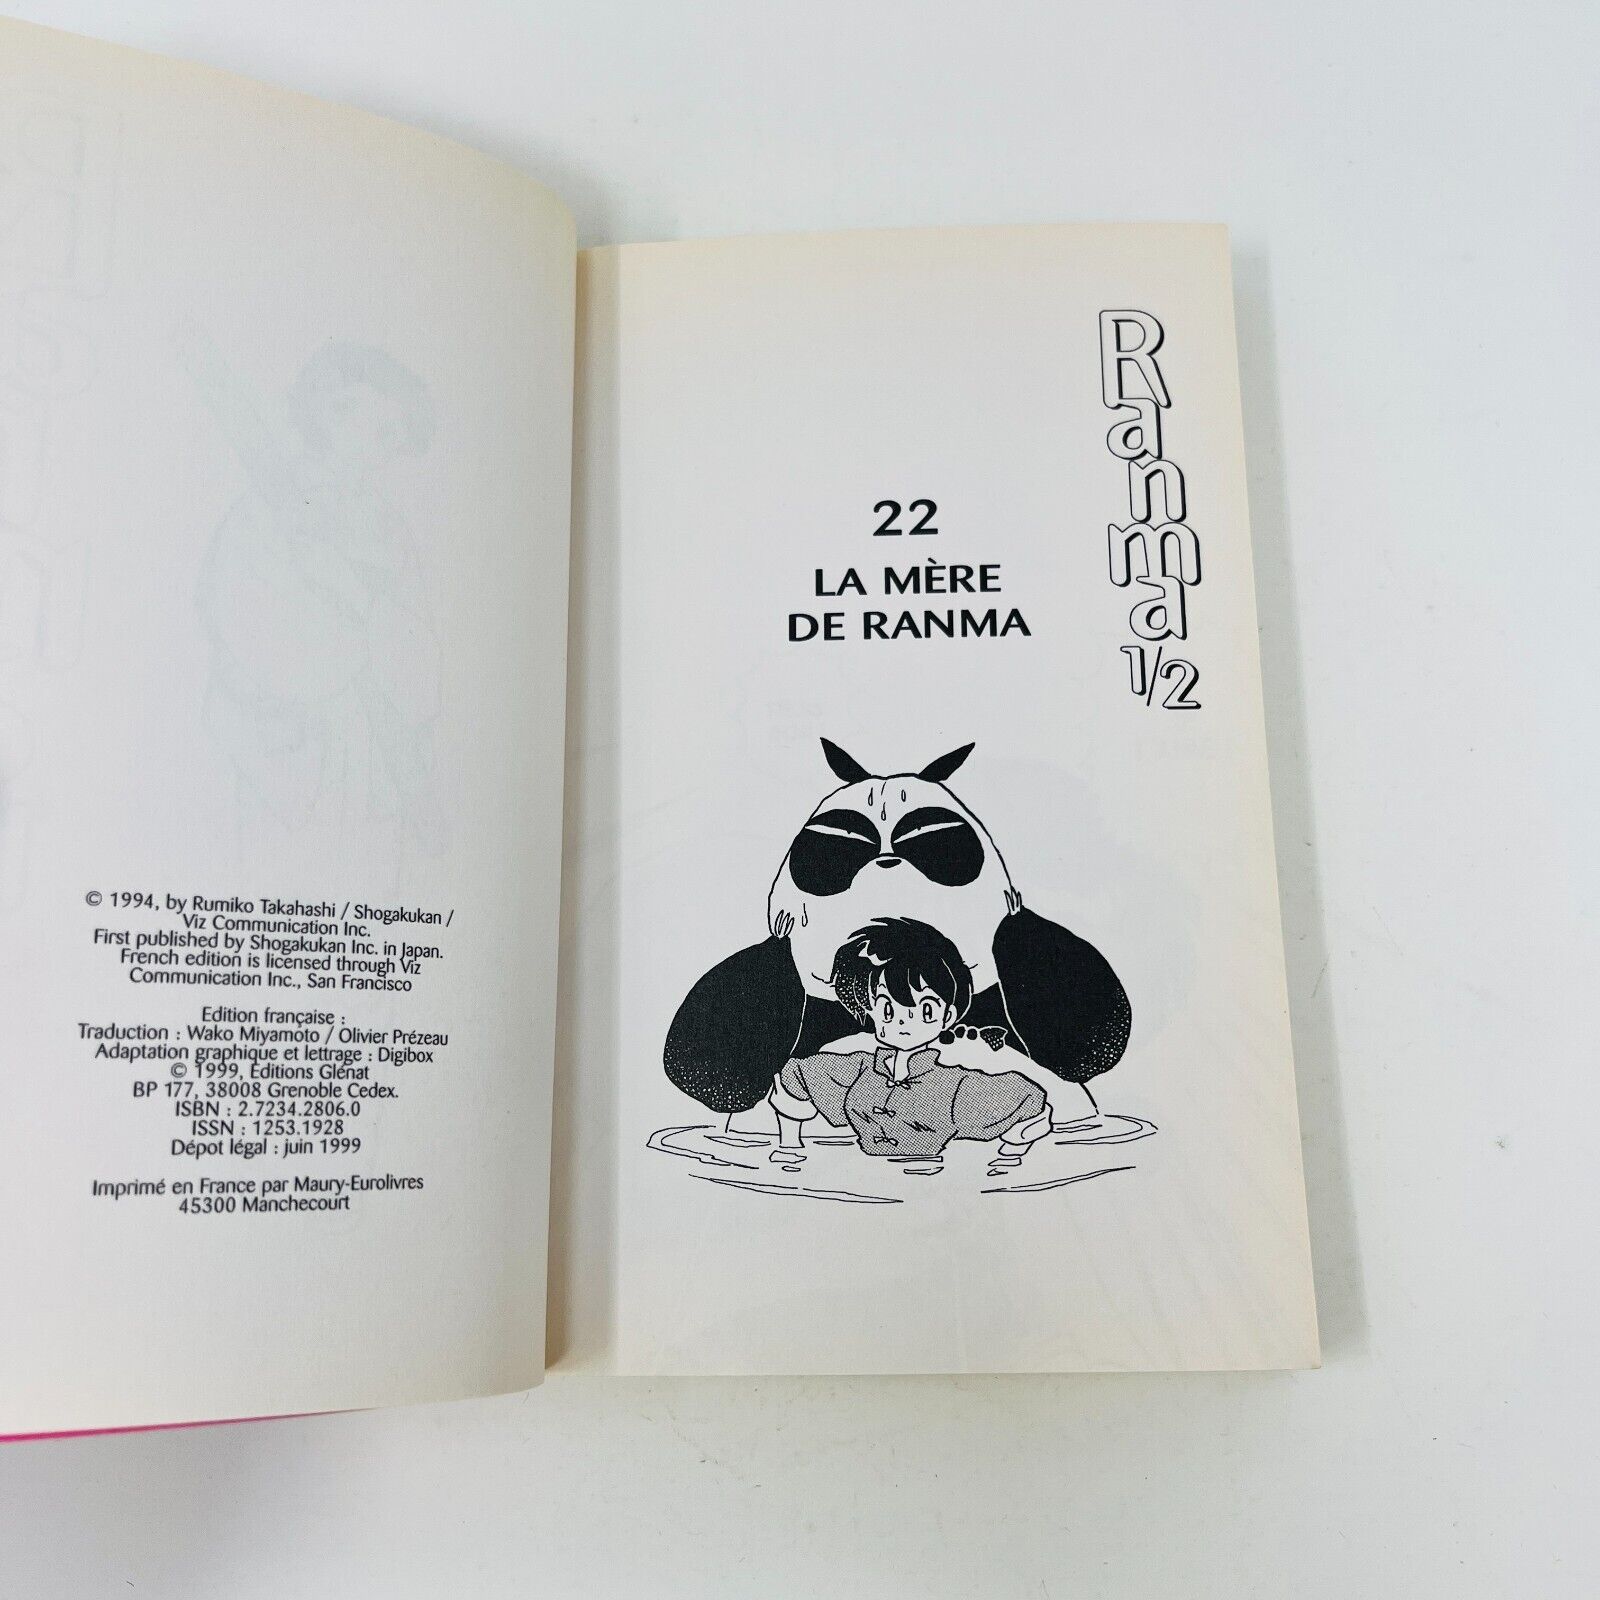 © 1994, by Rumiko Takahashi / Shogakukan /
Viz Communication Inc.
First published by Shogakukan Inc. in Japan.
French edition is licensed through Viz
Communication Inc., San Francisco
Edition française :
Traduction : Wako Miyamoto / Olivier Prézeau
Adaptation graphique et lettrage : Digibox
© 1999, Éditions Glénat
BP 177, 38008 Grenoble Cedex.
ISBN : 2.7234.2806.0
ISSN : 1253.1928
Dépot légal : juin 1999
Imprimé en France par Maury-Eurolivres
45300 Manchecourt
Ranma 1/2
22
LA MÈRE
DE RANMA